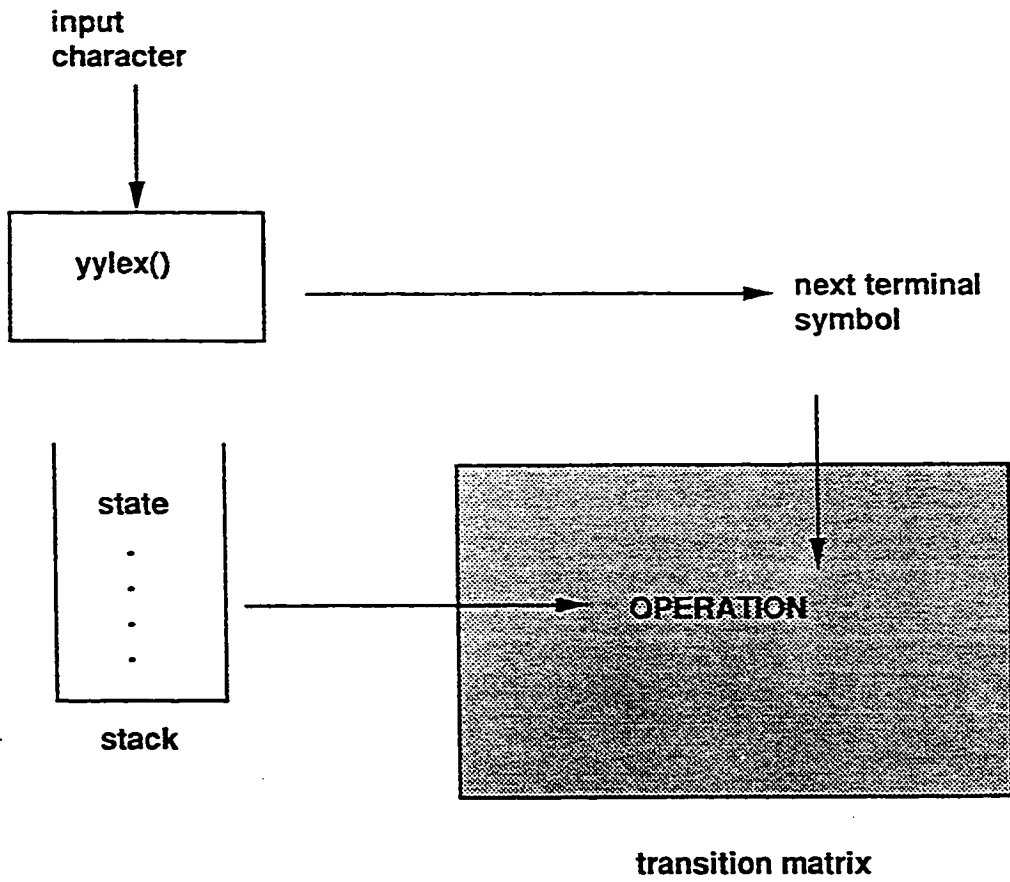 input
character
yylex()
next terminal
symbol
state
OPERATION
stack
transition matrix